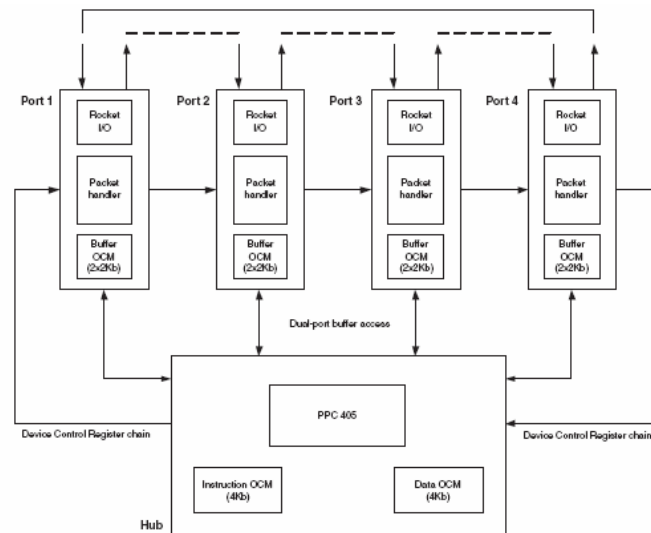 Port 1
Port 2
Port 3
Port 4
Rocket
I/O
Rocket
I/O
Rocket
I/O
Rocket
I/O
Packet
handler
Packet
handler
Packet
handler
Packet
handler
Buffer
OCM
(2x2Kb)
Buffer
OCM
(2x2Kb)
Buffer
OCM
(2x2Kb)
Buffer
OCM
(2x2Kb)
Dual-port buffer access
PPC 405
Device Control Register chain
Device Control Register chain
Instruction OCM
(4Kb)
Data OCM
(4Kb)
Hub